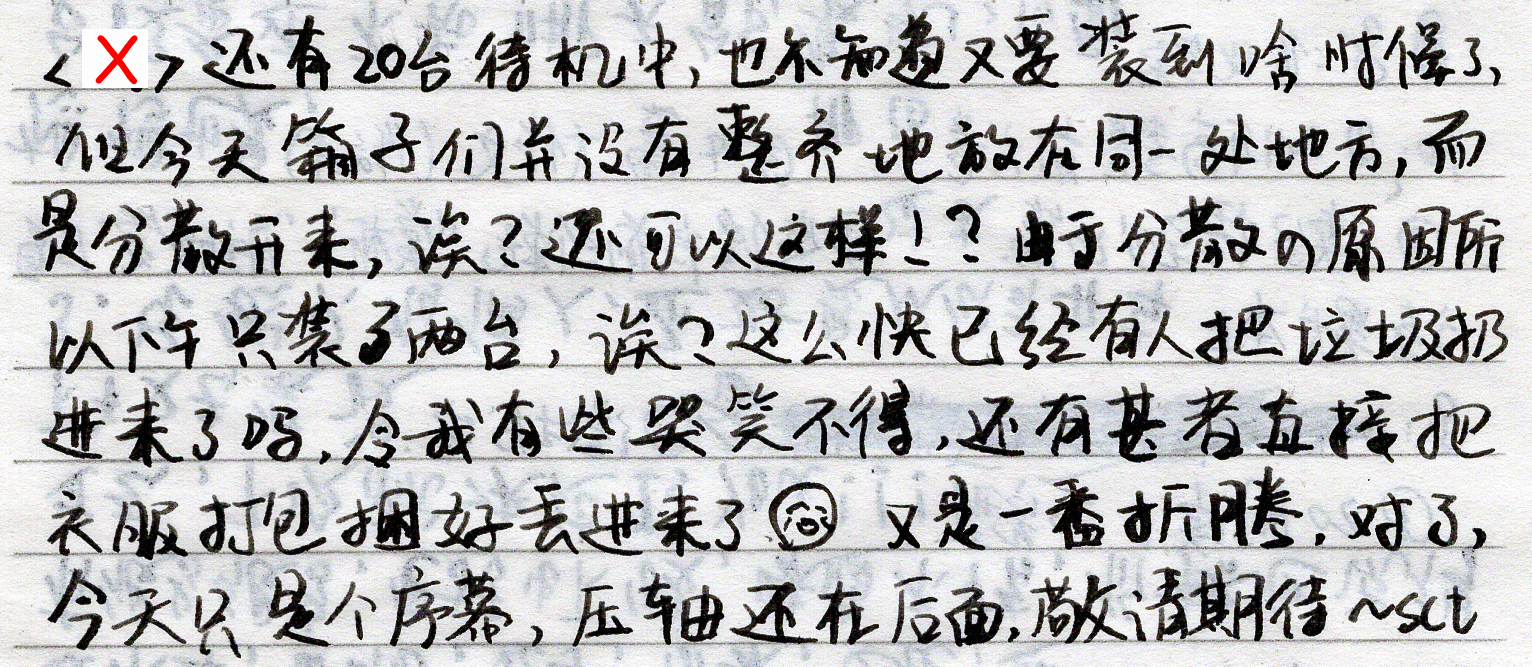 <X>还有20台待机中,也不知道又要装到啥时候了,
但今天箱子们并没有整齐地放在同一处地方,而
是分散开来,诶?还可以这样!?由于分散の原因所
以下午只装了两台,诶?这么快已经有人把垃圾扔
进来了吗,令我有些哭笑不得,还有甚者直接把
衣服打包捆好丢进来了 又是一番折腾.对了,
今天只是个序幕,压轴还在后面,敬请期待~sct